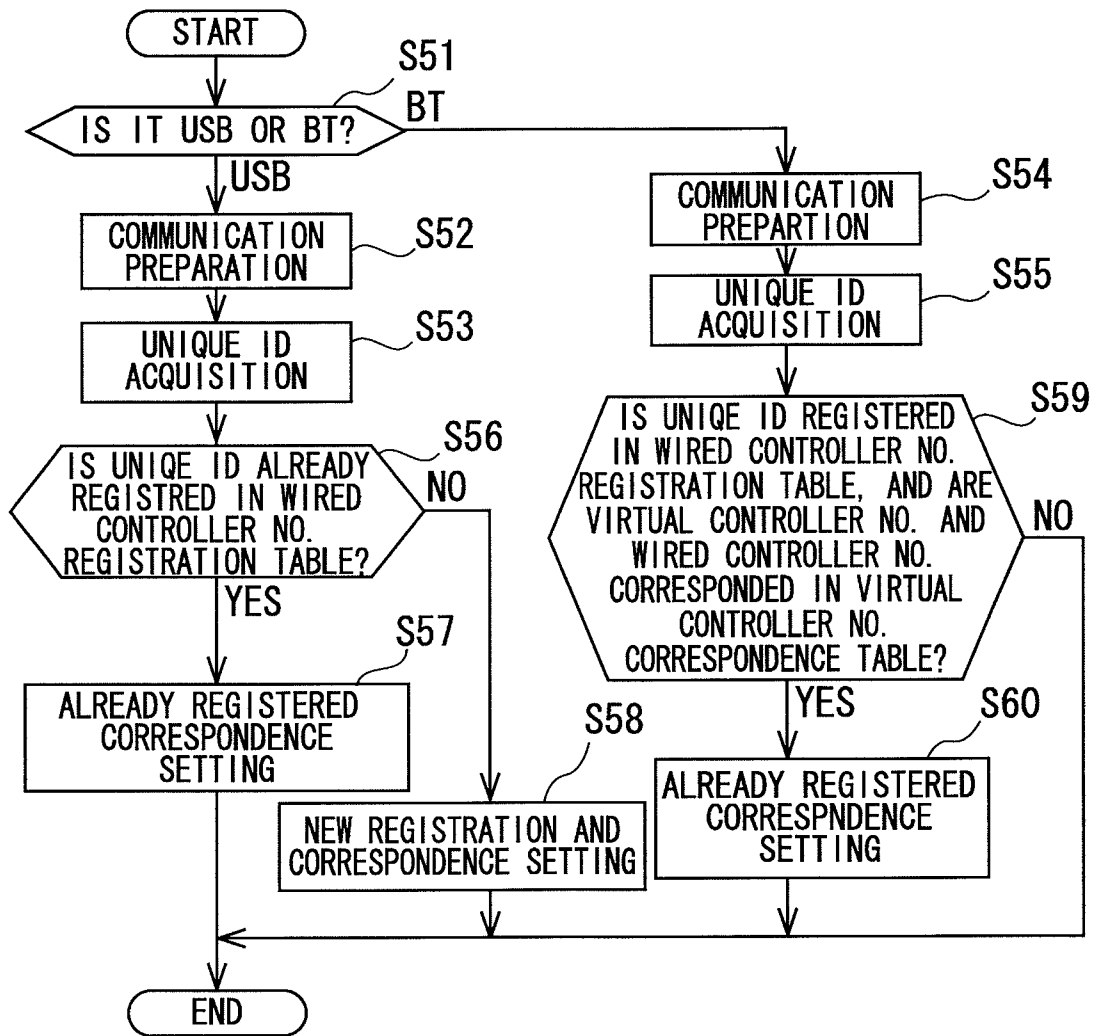 START
S51
IS IT USB OR BT?
BT
USB
COMMUNICATION
PREPARATION
S52
UNIQUE ID
ACQUISITION
S53
IS UNIQE ID ALREADY
REGISTRED IN WIRED
CONTROLLER NO.
REGISTRATION TABLE?
S56
NO
YES
S57
ALREADY REGISTERED
CORRESPONDENCE
SETTING
S58
NEW REGISTRATION AND
CORRESPONDENCE SETTING
S54
COMMUNICATION
PREPARTION
S55
UNIQUE ID
ACQUISITION
S59
IS UNIQE ID REGISTERED
IN WIRED CONTROLLER NO.
REGISTRATION TABLE, AND ARE
VIRTUAL CONTROLLER NO. AND
WIRED CONTROLLER NO.
CORRESPONDED IN VIRTUAL
CONTROLLER NO.
CORRESPONDENCE TABLE?
NO
YES
S60
ALREADY REGISTERED
CORRESPNDENCE
SETTING
END